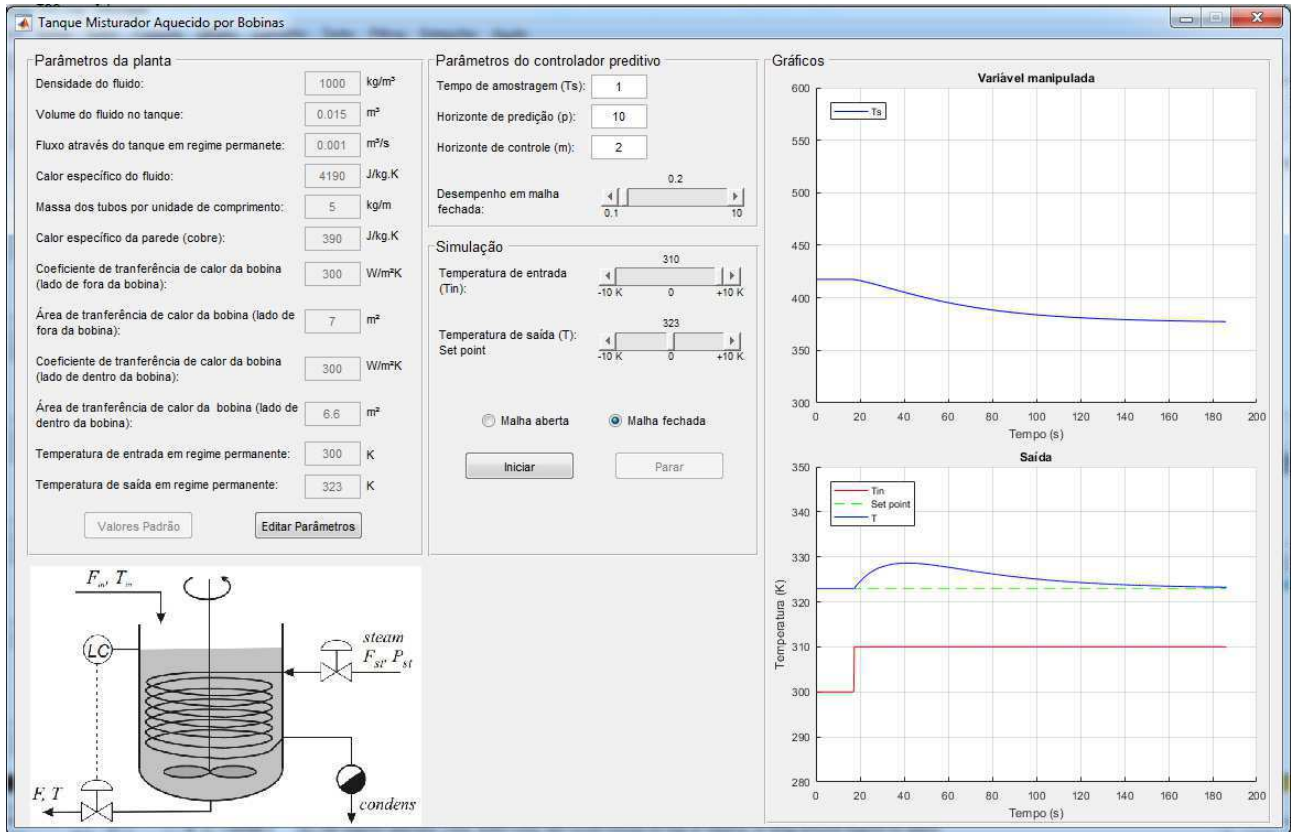 Tanque Misturador Aquecido por Bobinas
Parâmetros da planta
Densidade do fluido: 1000 kg/m³
Volume do fluido no tanque: 0.015 m³
Fluxo através do tanque em regime permanete: 0.001 m³/s
Calor específico do fluido: 4190 J/kg.K
Massa dos tubos por unidade de comprimento: 5 kg/m
Calor específico da parede (cobre): 390 J/kg.K
Coeficiente de tranferência de calor da bobina
(lado de fora da bobina): 300 W/m²K
Área de tranferência de calor da bobina (lado de
fora da bobina): 7 m²
Coeficiente de tranferência de calor da bobina
(lado de dentro da bobina): 300 W/m²K
Área de tranferência de calor da bobina (lado de
dentro da bobina): 6.6 m²
Temperatura de entrada em regime permanente: 300 K
Temperatura de saída em regime permanente: 323 K
Valores Padrão Editar Parâmetros
Parâmetros do controlador preditivo
Tempo de amostragem (Ts): 1
Horizonte de predição (p): 10
Horizonte de controle (m): 2
0.2
Desempenho em malha
fechada:
0.1 10
Simulação
310
Temperatura de entrada
(Tin):
-10 K 0 +10 K
323
Temperatura de saída (T):
Set point
-10 K 0 +10 K
Malha aberta Malha fechada
Iniciar Parar
Gráficos
Variável manipulada
600
550
500
450
400
350
300
Ts
0 20 40 60 80 100 120 140 160 180 200
Tempo (s)
Saída
Temperatura (K)
350
340
330
320
310
300
290
280
Tin
Set point
T
0 20 40 60 80 100 120 140 160 180 200
Tempo (s)
F_in, T_in
LC
steam
F_st, P_st
F, T
condens